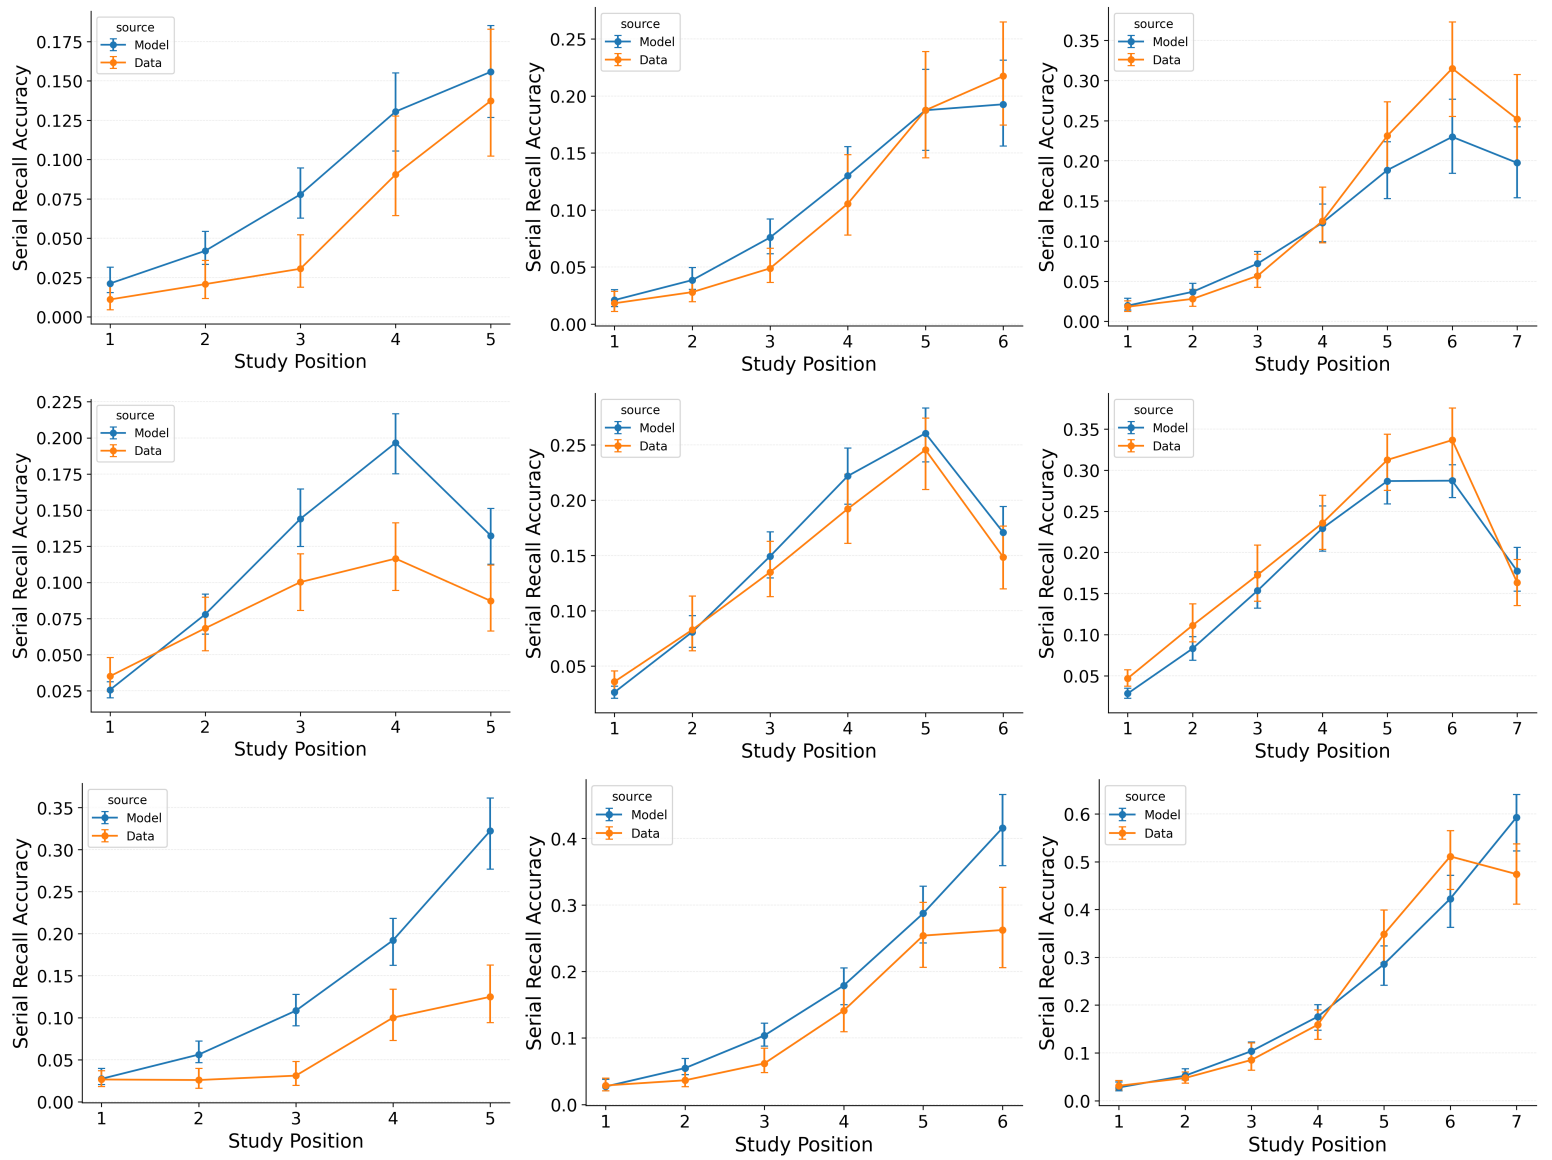 source
Model
Data
Serial Recall Accuracy
0.175
0.150
0.125
0.100
0.075
0.050
0.025
0.000
1 2 3 4 5
Study Position
source
Model
Data
Serial Recall Accuracy
0.25
0.20
0.15
0.10
0.05
0.00
1 2 3 4 5 6
Study Position
source
Model
Data
Serial Recall Accuracy
0.35
0.30
0.25
0.20
0.15
0.10
0.05
0.00
1 2 3 4 5 6 7
Study Position
source
Model
Data
Serial Recall Accuracy
0.225
0.200
0.175
0.150
0.125
0.100
0.075
0.050
0.025
1 2 3 4 5
Study Position
source
Model
Data
Serial Recall Accuracy
0.25
0.20
0.15
0.10
0.05
1 2 3 4 5 6
Study Position
source
Model
Data
Serial Recall Accuracy
0.35
0.30
0.25
0.20
0.15
0.10
0.05
1 2 3 4 5 6 7
Study Position
source
Model
Data
Serial Recall Accuracy
0.35
0.30
0.25
0.20
0.15
0.10
0.05
0.00
1 2 3 4 5
Study Position
source
Model
Data
Serial Recall Accuracy
0.4
0.3
0.2
0.1
0.0
1 2 3 4 5 6
Study Position
source
Model
Data
Serial Recall Accuracy
0.6
0.5
0.4
0.3
0.2
0.1
0.0
1 2 3 4 5 6 7
Study Position